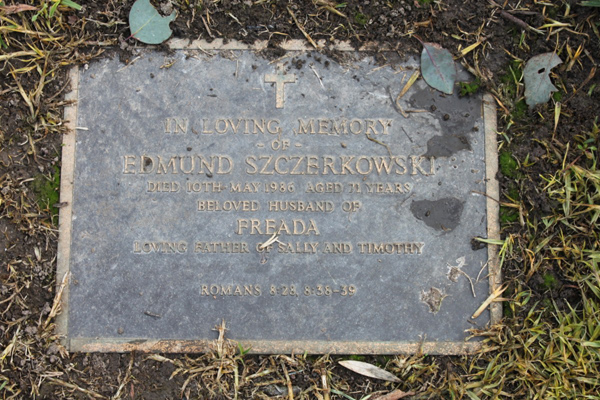 IN LOVING MEMORY
- OF -
EDMUND SZCZERKOWSKI
DIED 10TH MAY 1986 AGED 71 YEARS
BELOVED HUSBAND OF
FREADA
LOVING FATHER OF SALLY AND TIMOTHY
ROMANS 8:28, 8:38-39